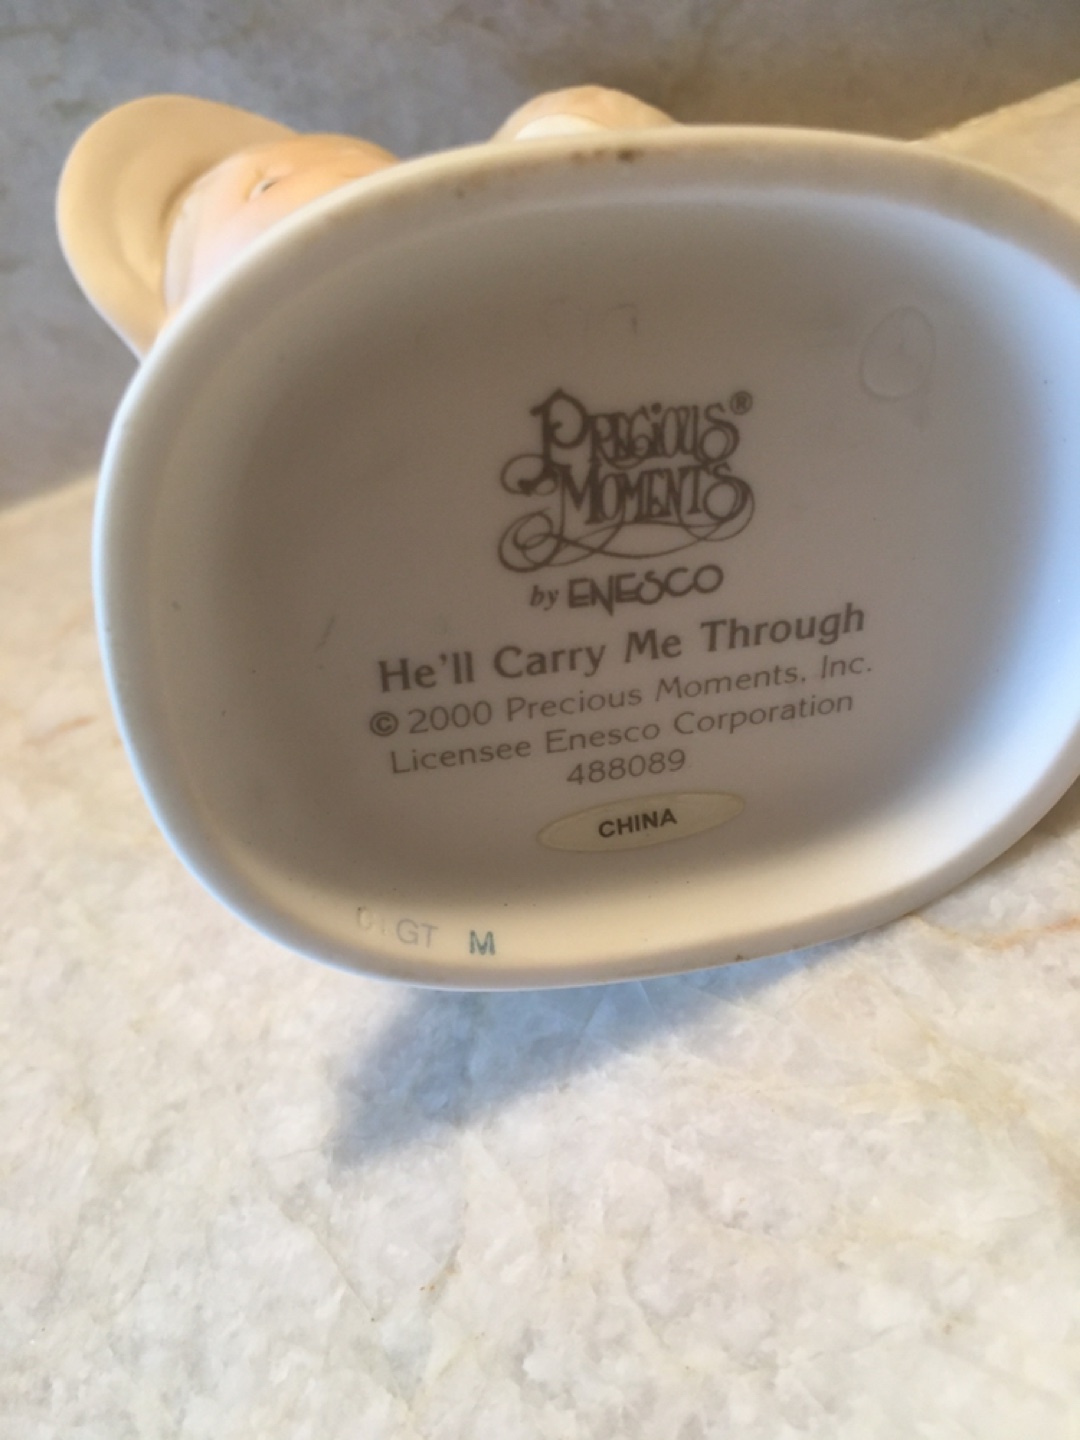 PRECIOUS®
MOMENTS
by ENESCO
He'll Carry Me Through
© 2000 Precious Moments, Inc.
Licensee Enesco Corporation
488089
CHINA
GT M